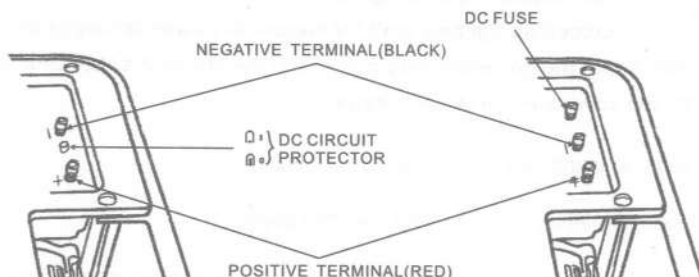 DC FUSE
NEGATIVE TERMINAL(BLACK)
DC CIRCUIT
PROTECTOR
POSITIVE TERMINAL(RED)